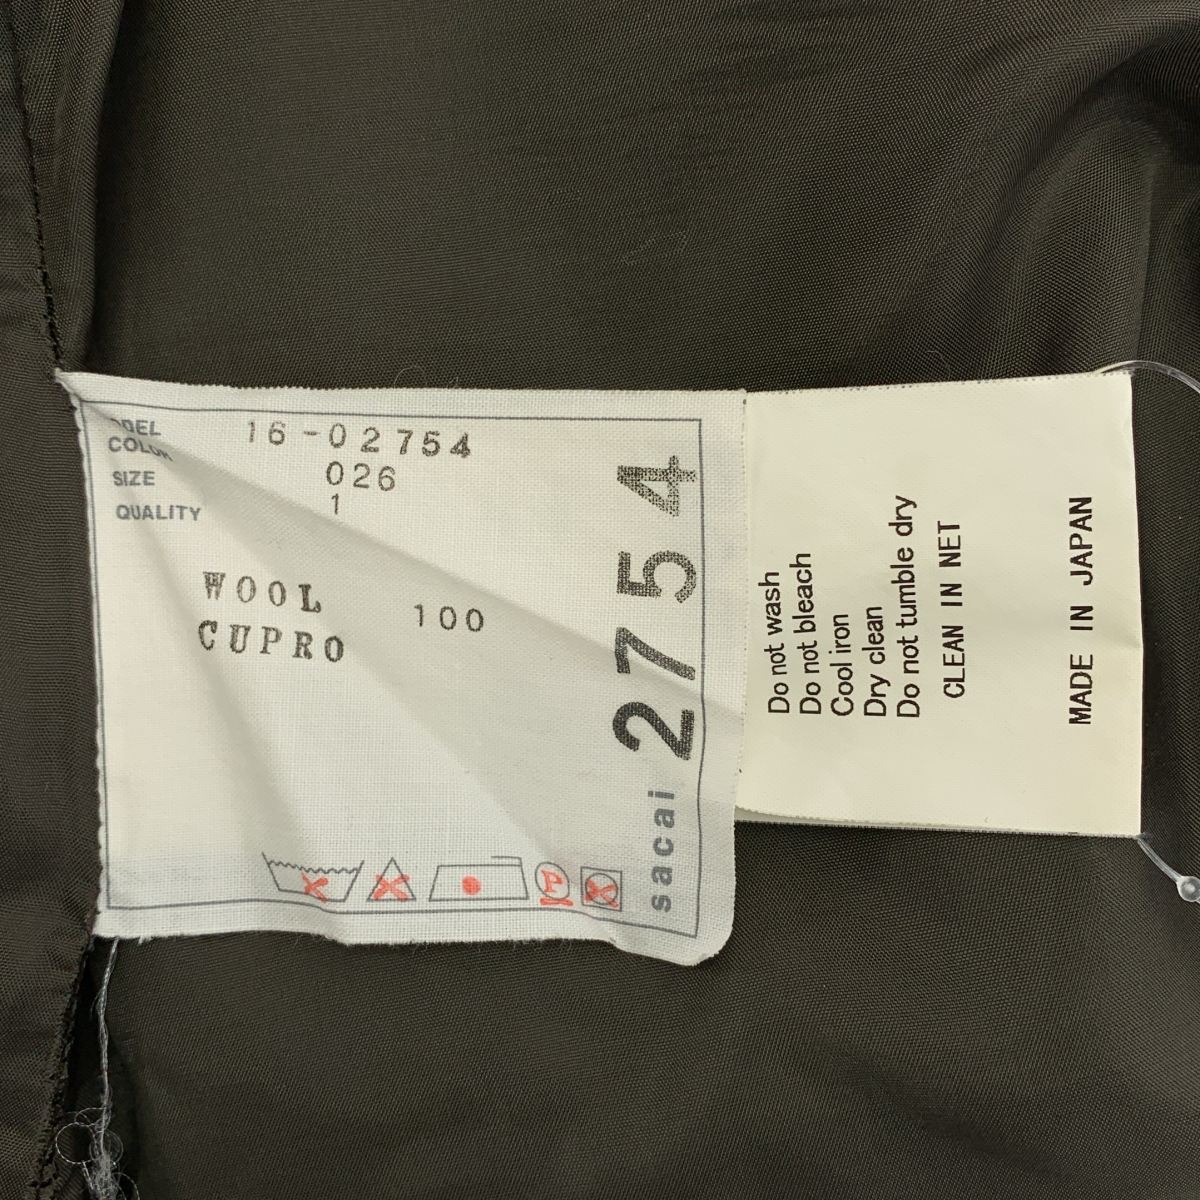 COLOR
16-02754
026
SIZE
1
QUALITY
WOOL
100
CUPRO
sacai 2754
Do not wash
Do not bleach
Cool iron
Dry clean
Do not tumble dry
CLEAN IN NET
MADE IN JAPAN